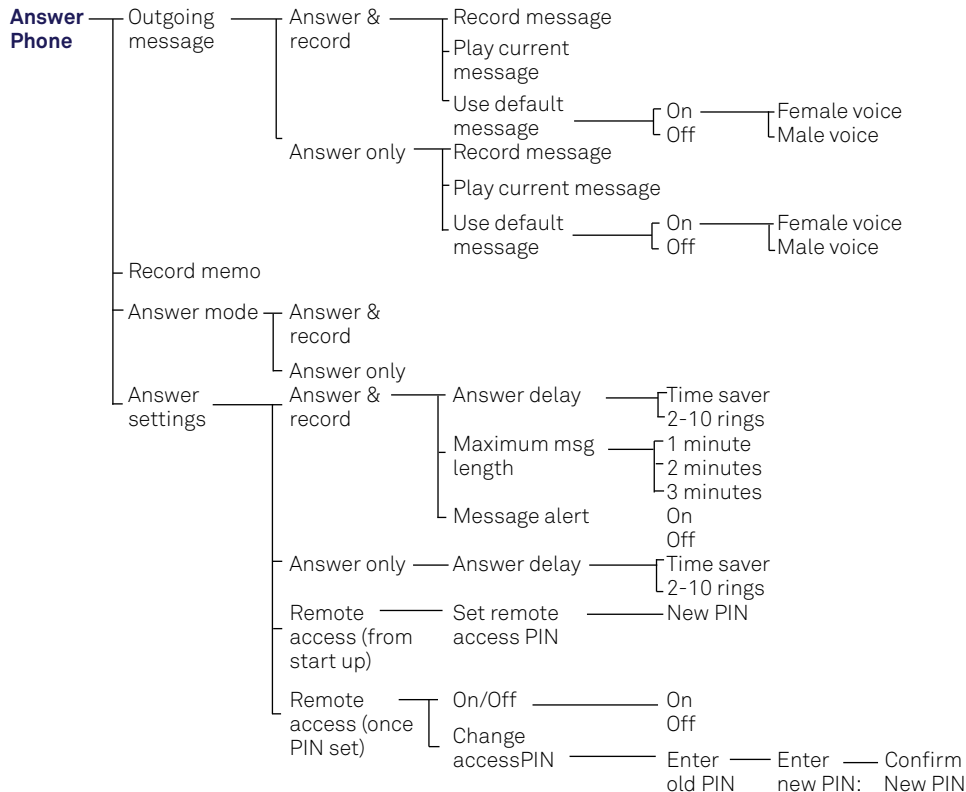 Answer Phone
Outgoing message
Answer & record
Record message
Play current message
Use default message
On
Off
Female voice
Male voice
Answer only
Record message
Play current message
Use default message
On
Off
Female voice
Male voice
Record memo
Answer mode
Answer & record
Answer only
Answer settings
Answer & record
Answer delay
Time saver
2-10 rings
Maximum msg length
1 minute
2 minutes
3 minutes
Message alert
On
Off
Answer only
Answer delay
Time saver
2-10 rings
Remote access (from start up)
Set remote access PIN
New PIN
Remote access (once PIN set)
On/Off
On
Off
Change accessPIN
Enter old PIN
Enter new PIN:
Confirm New PIN